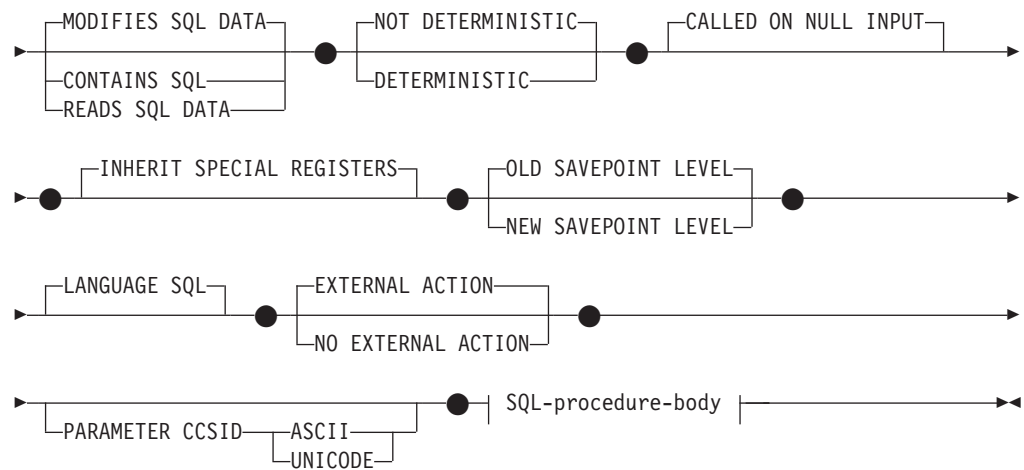 MODIFIES SQL DATA NOT DETERMINISTIC CALLED ON NULL INPUT
CONTAINS SQL DETERMINISTIC
READS SQL DATA
INHERIT SPECIAL REGISTERS OLD SAVEPOINT LEVEL
NEW SAVEPOINT LEVEL
LANGUAGE SQL EXTERNAL ACTION
NO EXTERNAL ACTION
SQL-procedure-body
PARAMETER CCSID ASCII
UNICODE